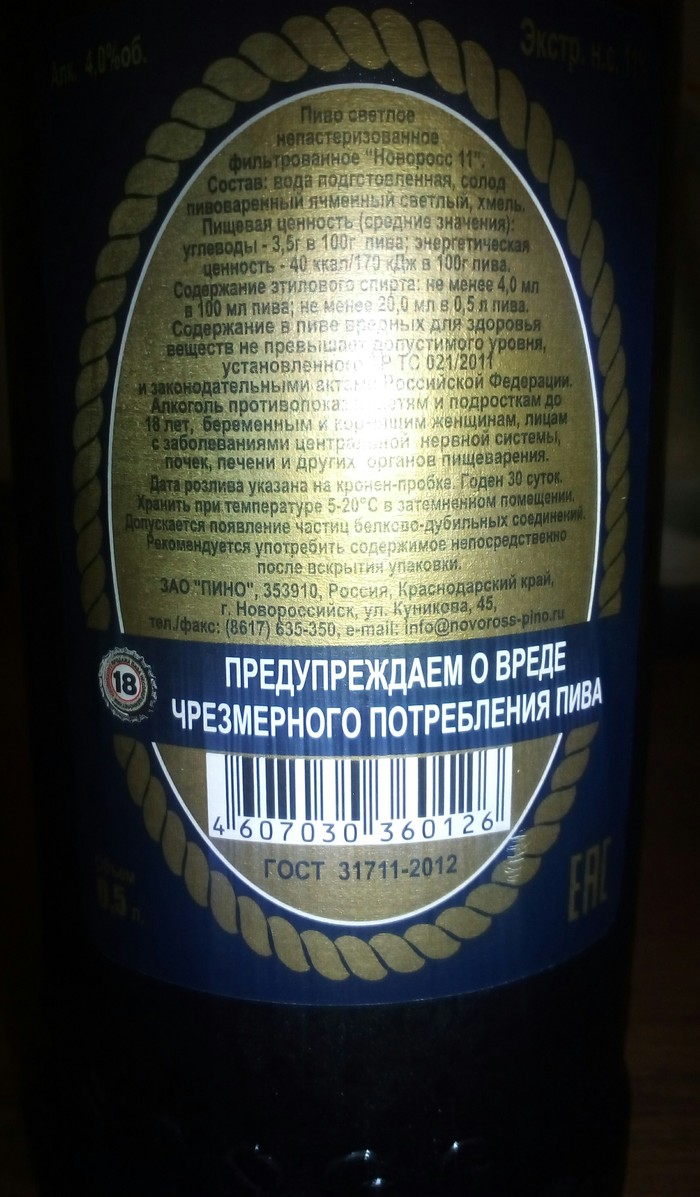 Алк. 4,0%об.
Экстр. н.с. 11%
Пиво светлое
непастеризованное
фильтрованное "Новоросс 11".
Состав: вода подготовленная, солод
пивоваренный ячменный светлый, хмель.
Пищевая ценность (средние значения):
углеводы - 3,5г в 100г пива; энергетическая
ценность - 40 ккал/170 кДж в 100г пива.
Содержание этилового спирта: не менее 4,0 мл
в 100 мл пива; не менее 20,0 мл в 0,5 л пива.
Содержание в пиве вредных для здоровья
веществ не превышает допустимого уровня,
установленного ТР ТС 021/2011
и законодательными актами Российской Федерации.
Алкоголь противопоказан детям и подросткам до
18 лет, беременным и кормящим женщинам, лицам
с заболеваниями центральной нервной системы,
почек, печени и других органов пищеварения.
Дата розлива указана на кронен-пробке. Годен 30 суток.
Хранить при температуре 5-20°С в затемненном помещении.
Допускается появление частиц белково-дубильных соединений.
Рекомендуется употребить содержимое непосредственно
после вскрытия упаковки.
ЗАО "ПИНО", 353910, Россия, Краснодарский край,
г. Новороссийск, ул. Куникова, 45,
тел./факс: (8617) 635-350, e-mail: info@novoross-pino.ru
18
ПРЕДУПРЕЖДАЕМ О ВРЕДЕ
ЧРЕЗМЕРНОГО ПОТРЕБЛЕНИЯ ПИВА
4 607030 360126
ГОСТ 31711-2012
Объем
0,5 л.
ЕАС